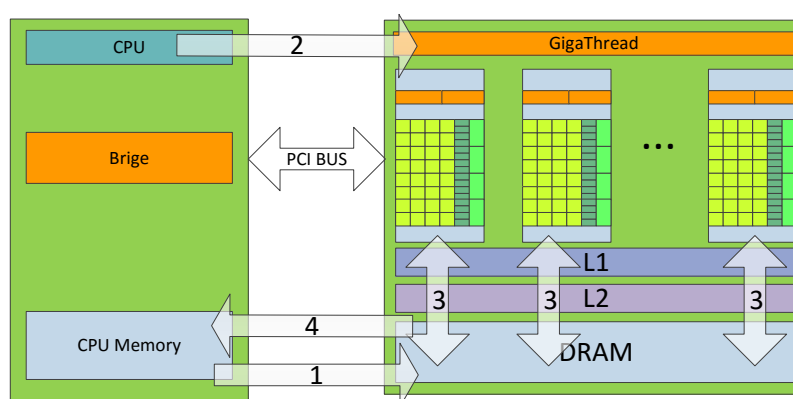 CPU
2
GigaThread
Brige
PCI BUS
...
L1
3
3
3
L2
4
CPU Memory
DRAM
1